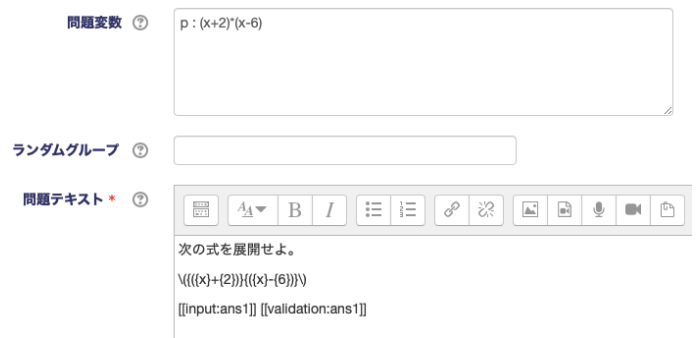 問題変数
p : (x+2)*(x-6)
ランダムグループ
問題テキスト *
B I
次の式を展開せよ。
\({({x}+{2})}{({x}-{6})}\)
[[input:ans1]] [[validation:ans1]]